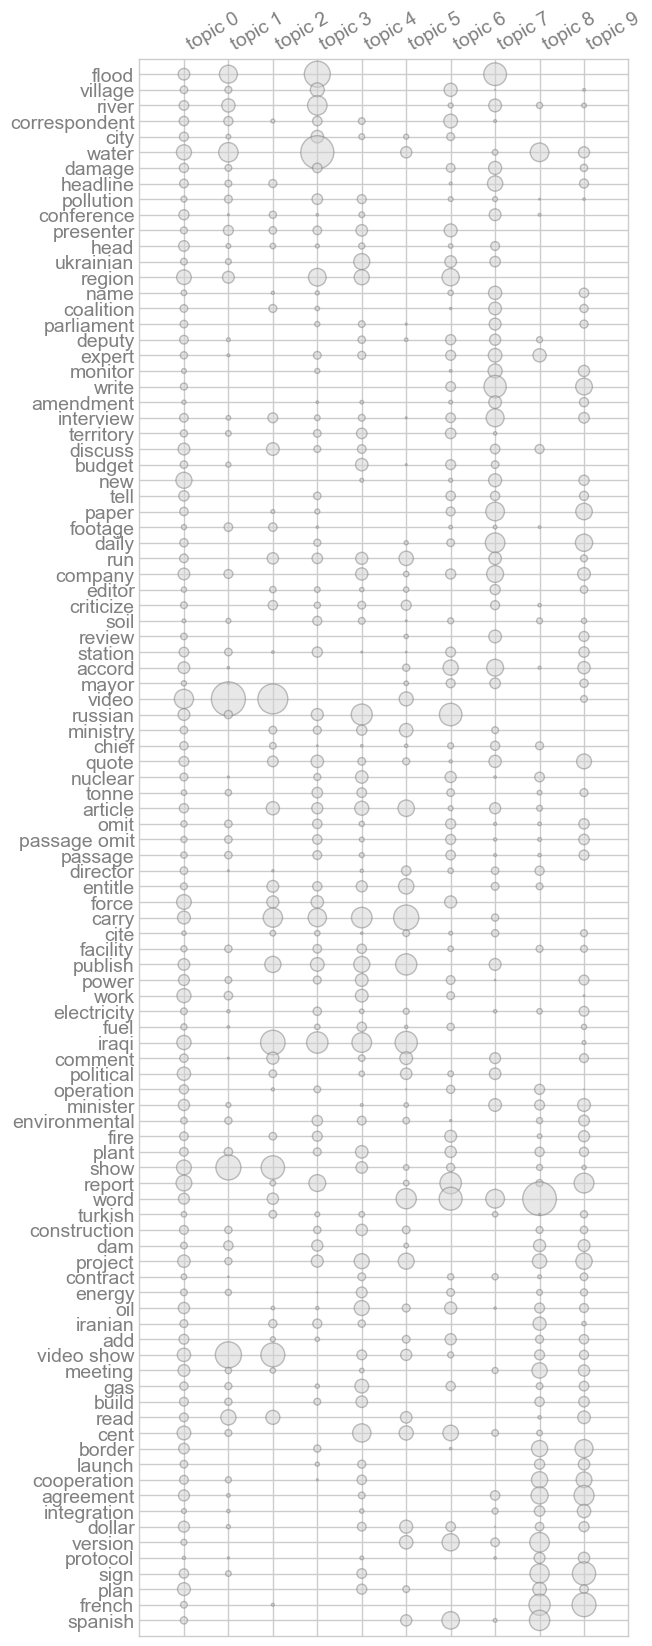 topic 0
topic 1
topic 2
topic 3
topic 4
topic 5
topic 6
topic 7
topic 8
topic 9
flood
village
river
correspondent
city
water
damage
headline
pollution
conference
presenter
head
ukrainian
region
name
coalition
parliament
deputy
expert
monitor
write
amendment
interview
territory
discuss
budget
new
tell
paper
footage
daily
run
company
editor
criticize
soil
review
station
accord
mayor
video
russian
ministry
chief
quote
nuclear
tonne
article
omit
passage omit
passage
director
entitle
force
carry
cite
facility
publish
power
work
electricity
fuel
iraqi
comment
political
operation
minister
environmental
fire
plant
show
report
word
turkish
construction
dam
project
contract
energy
oil
iranian
add
video show
meeting
gas
build
read
cent
border
launch
cooperation
agreement
integration
dollar
version
protocol
sign
plan
french
spanish